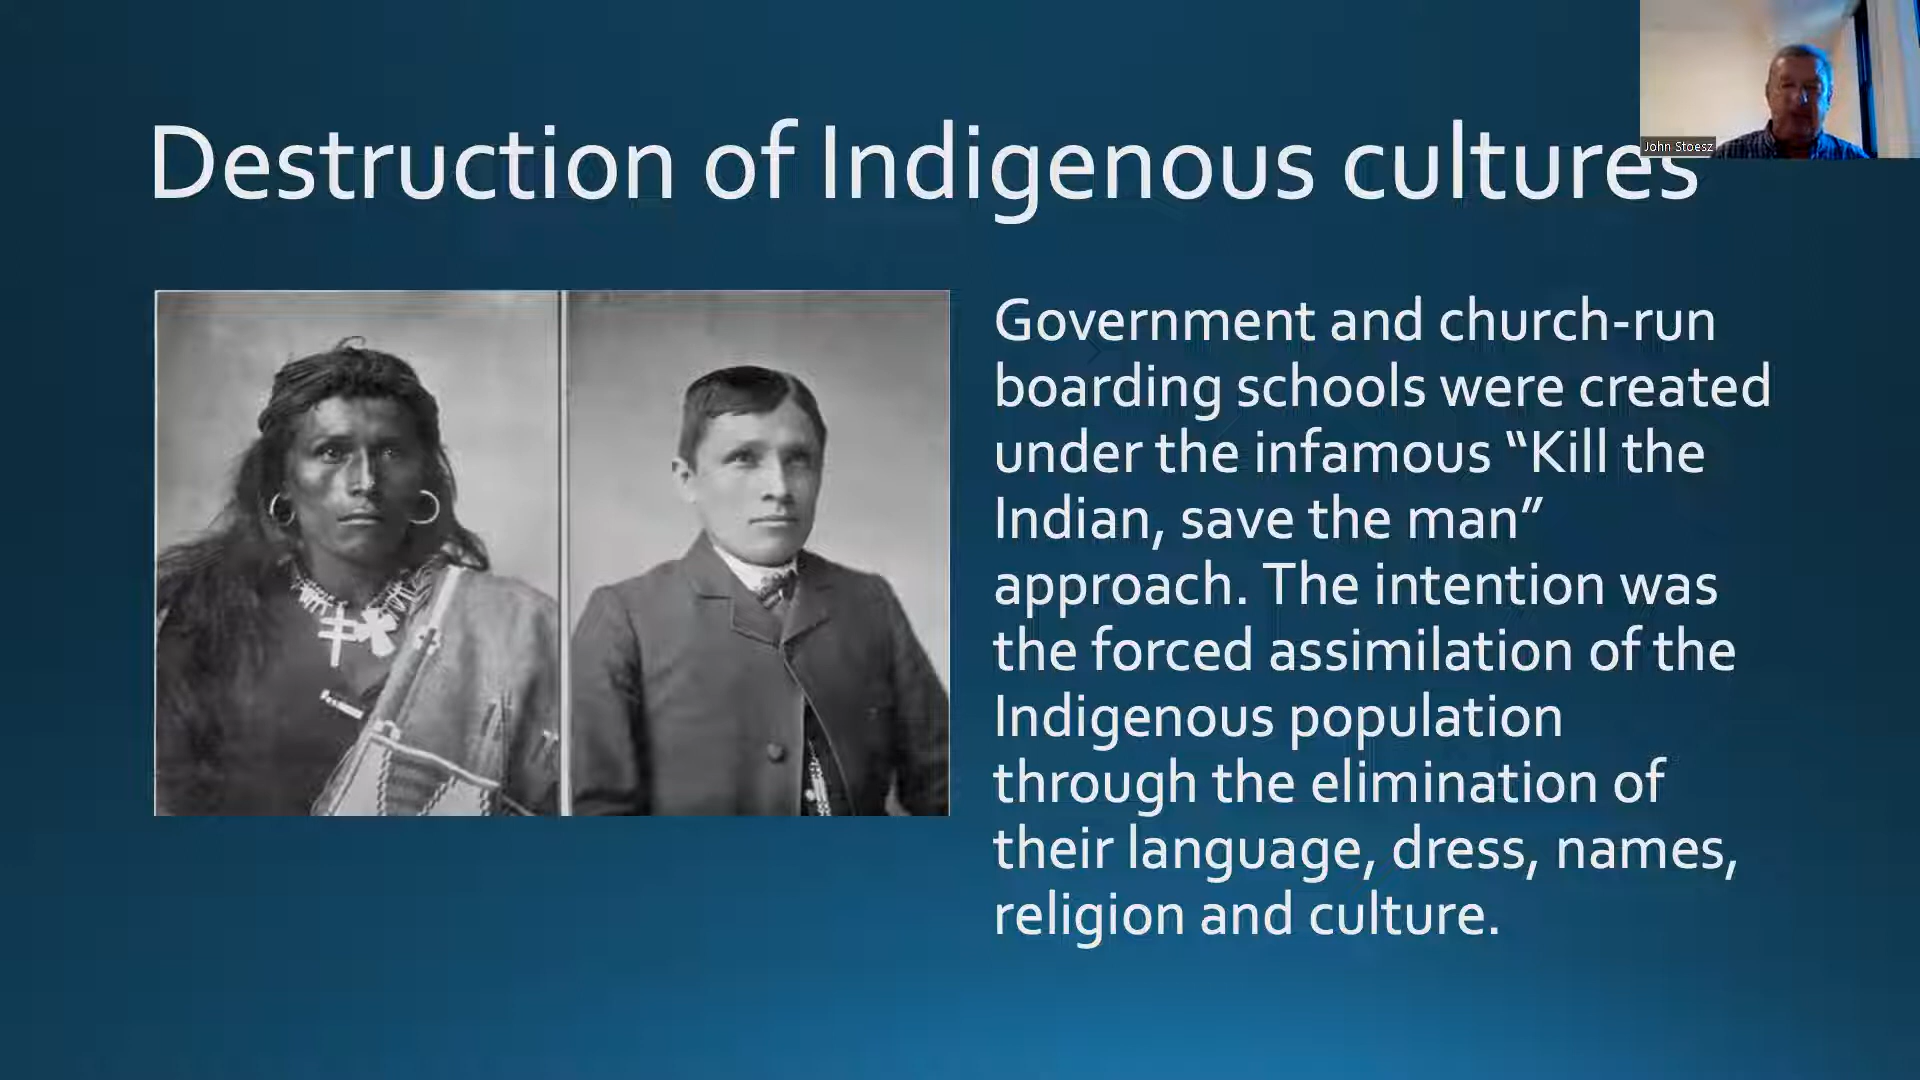 John Stoesz
Destruction of Indigenous cultures
Government and church-run
boarding schools were created
under the infamous “Kill the
Indian, save the man”
approach. The intention was
the forced assimilation of the
Indigenous population
through the elimination of
their language, dress, names,
religion and culture.